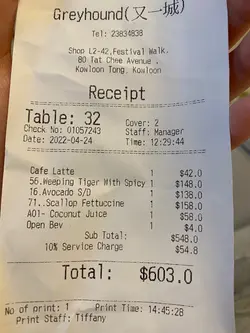 Greyhound(又一城)
Tel: 23834838
Shop L2-42,Festival Walk,
80 Tat Chee Avenue ,
Kowloon Tong, Kowloon
Receipt
Table: 32 Cover: 2
Check No: 01057243 Staff: Manager
Date: 2022-04-24 Time: 12:29:44
Cafe Latte 1 $42.0
56.Weeping Tiger With Spicy 1 $148.0
16.Avocado S/D 1 $138.0
71..Scallop Fettuccine 1 $158.0
A01- Coconut Juice 1 $58.0
Open Bev 1 $4.0
Sub Total: $548.0
10% Service Charge $54.8
Total: $603.0
No of print: 1 Print Time: 14:45:28
Print Staff: Tiffany